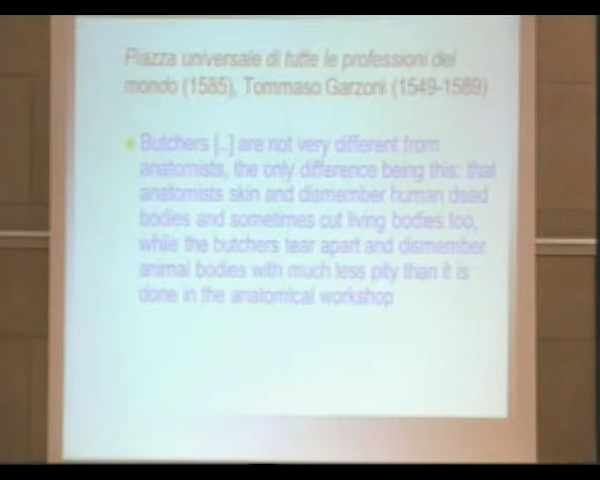 Piazza universale di tutte le professioni del
mondo (1585), Tommaso Garzoni (1549-1589)
Butchers [..] are not very different from
anatomists, the only difference being this: that
anatomists skin and dismember human dead
bodies and sometimes cut living bodies too,
while the butchers tear apart and dismember
animal bodies with much less pity than it is
done in the anatomical workshop